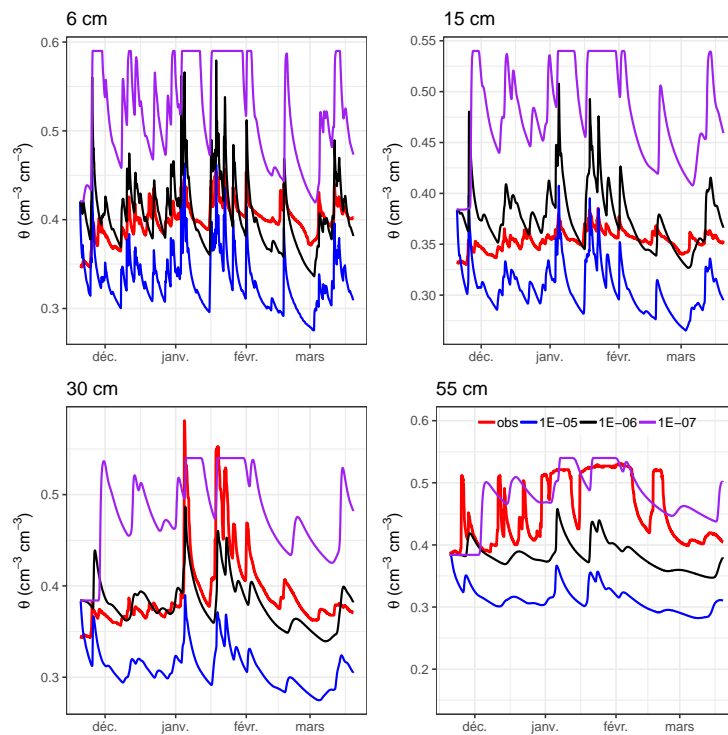 6 cm
15 cm
θ (cm⁻³ cm⁻³)
0.6
0.5
0.4
0.3
déc.
janv.
févr.
mars
θ (cm⁻³ cm⁻³)
0.55
0.50
0.45
0.40
0.35
0.30
déc.
janv.
févr.
mars
30 cm
55 cm
θ (cm⁻³ cm⁻³)
0.5
0.4
0.3
déc.
janv.
févr.
mars
obs 1E−05 1E−06 1E−07
θ (cm⁻³ cm⁻³)
0.6
0.5
0.4
0.3
0.2
déc.
janv.
févr.
mars